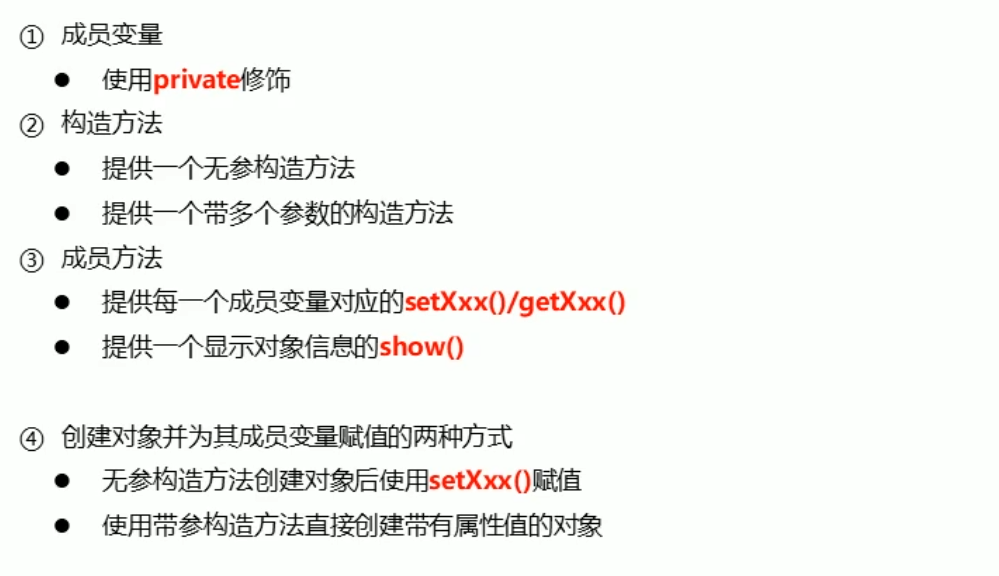 ① 成员变量
● 使用private修饰
② 构造方法
● 提供一个无参构造方法
● 提供一个带多个参数的构造方法
③ 成员方法
● 提供每一个成员变量对应的setXxx()/getXxx()
● 提供一个显示对象信息的show()
④ 创建对象并为其成员变量赋值的两种方式
● 无参构造方法创建对象后使用setXxx()赋值
● 使用带参构造方法直接创建带有属性值的对象